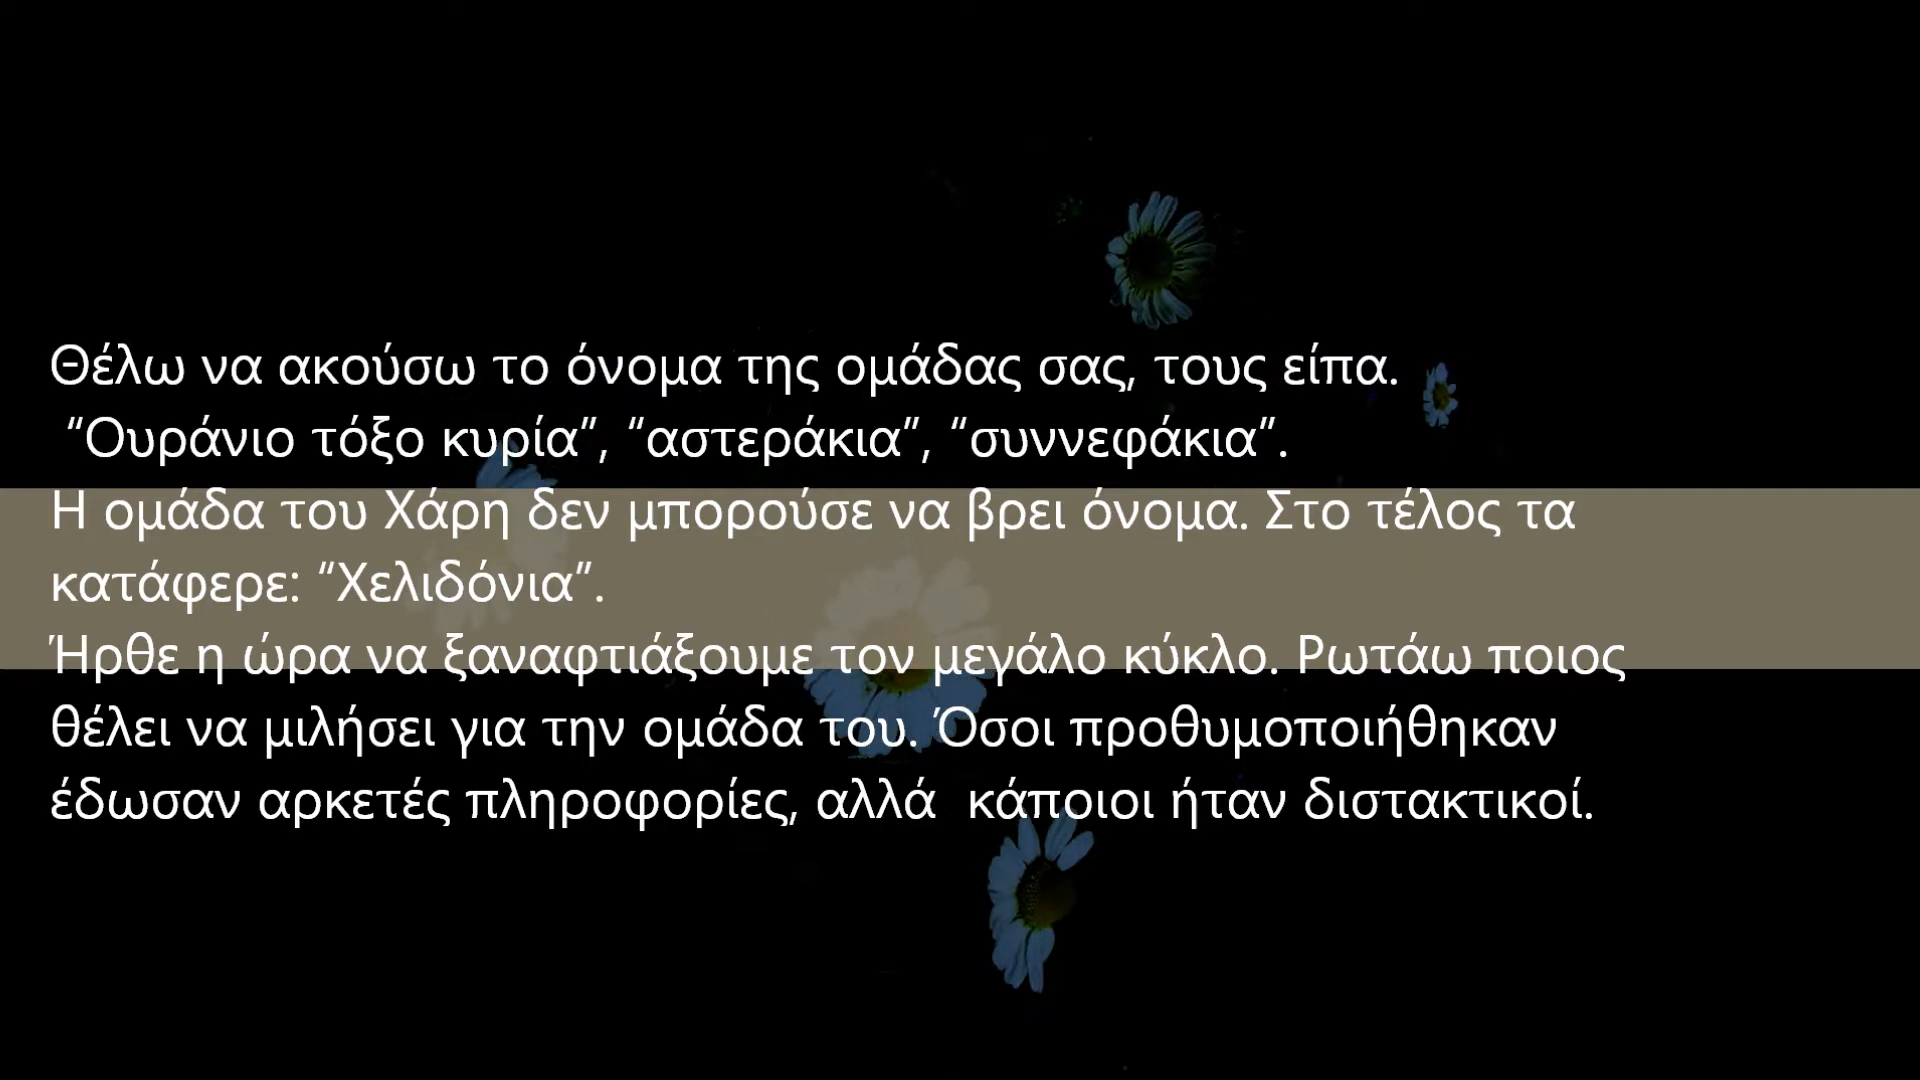 Θέλω να ακούσω το όνομα της ομάδας σας, τους είπα.
“Ουράνιο τόξο κυρία”, “αστεράκια”, “συννεφάκια”.
Η ομάδα του Χάρη δεν μπορούσε να βρει όνομα. Στο τέλος τα
κατάφερε: “Χελιδόνια”.
Ήρθε η ώρα να ξαναφτιάξουμε τον μεγάλο κύκλο. Ρωτάω ποιος
θέλει να μιλήσει για την ομάδα του. Όσοι προθυμοποιήθηκαν
έδωσαν αρκετές πληροφορίες, αλλά  κάποιοι ήταν διστακτικοί.